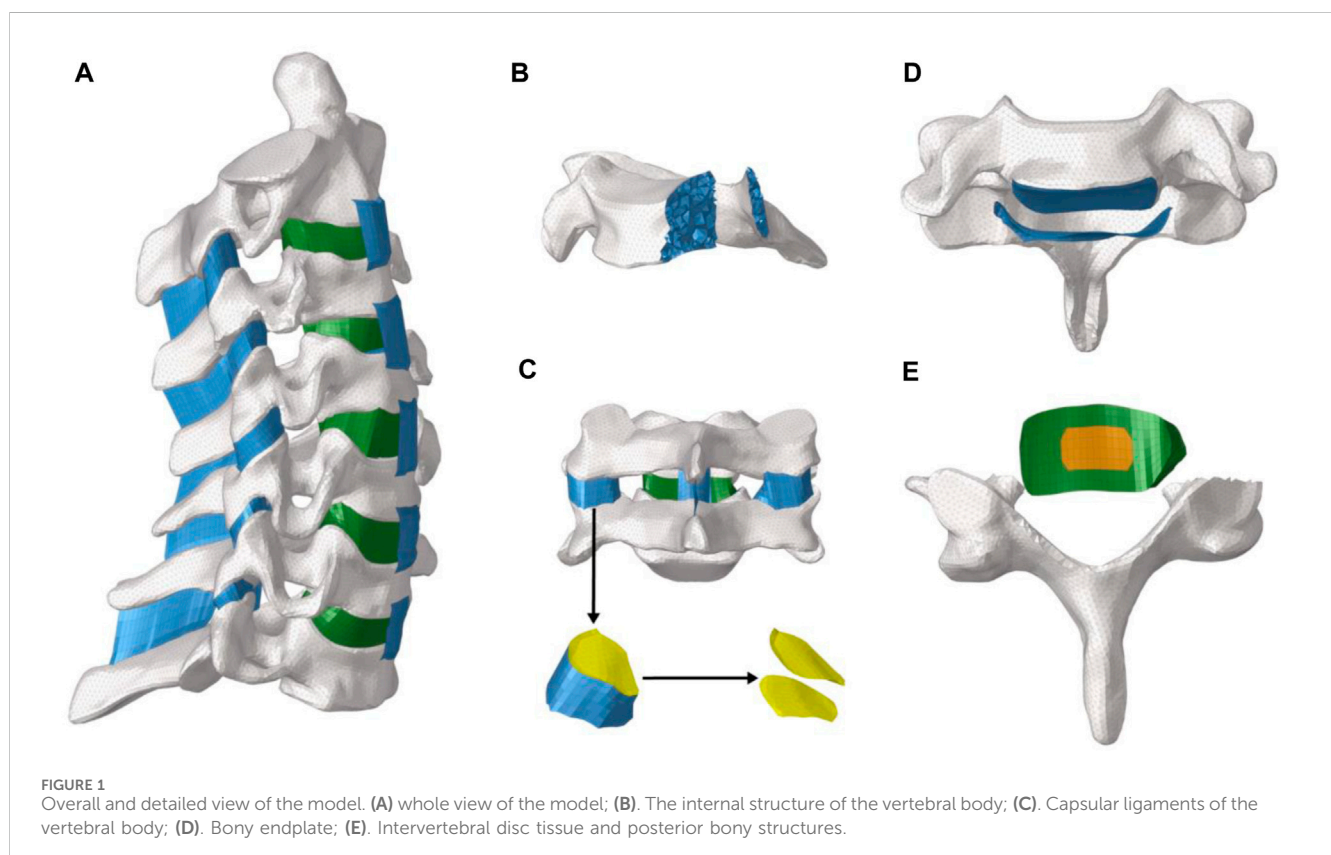 A
B
D
C
E
FIGURE 1
Overall and detailed view of the model. (A) whole view of the model; (B). The internal structure of the vertebral body; (C). Capsular ligaments of the
vertebral body; (D). Bony endplate; (E). Intervertebral disc tissue and posterior bony structures.